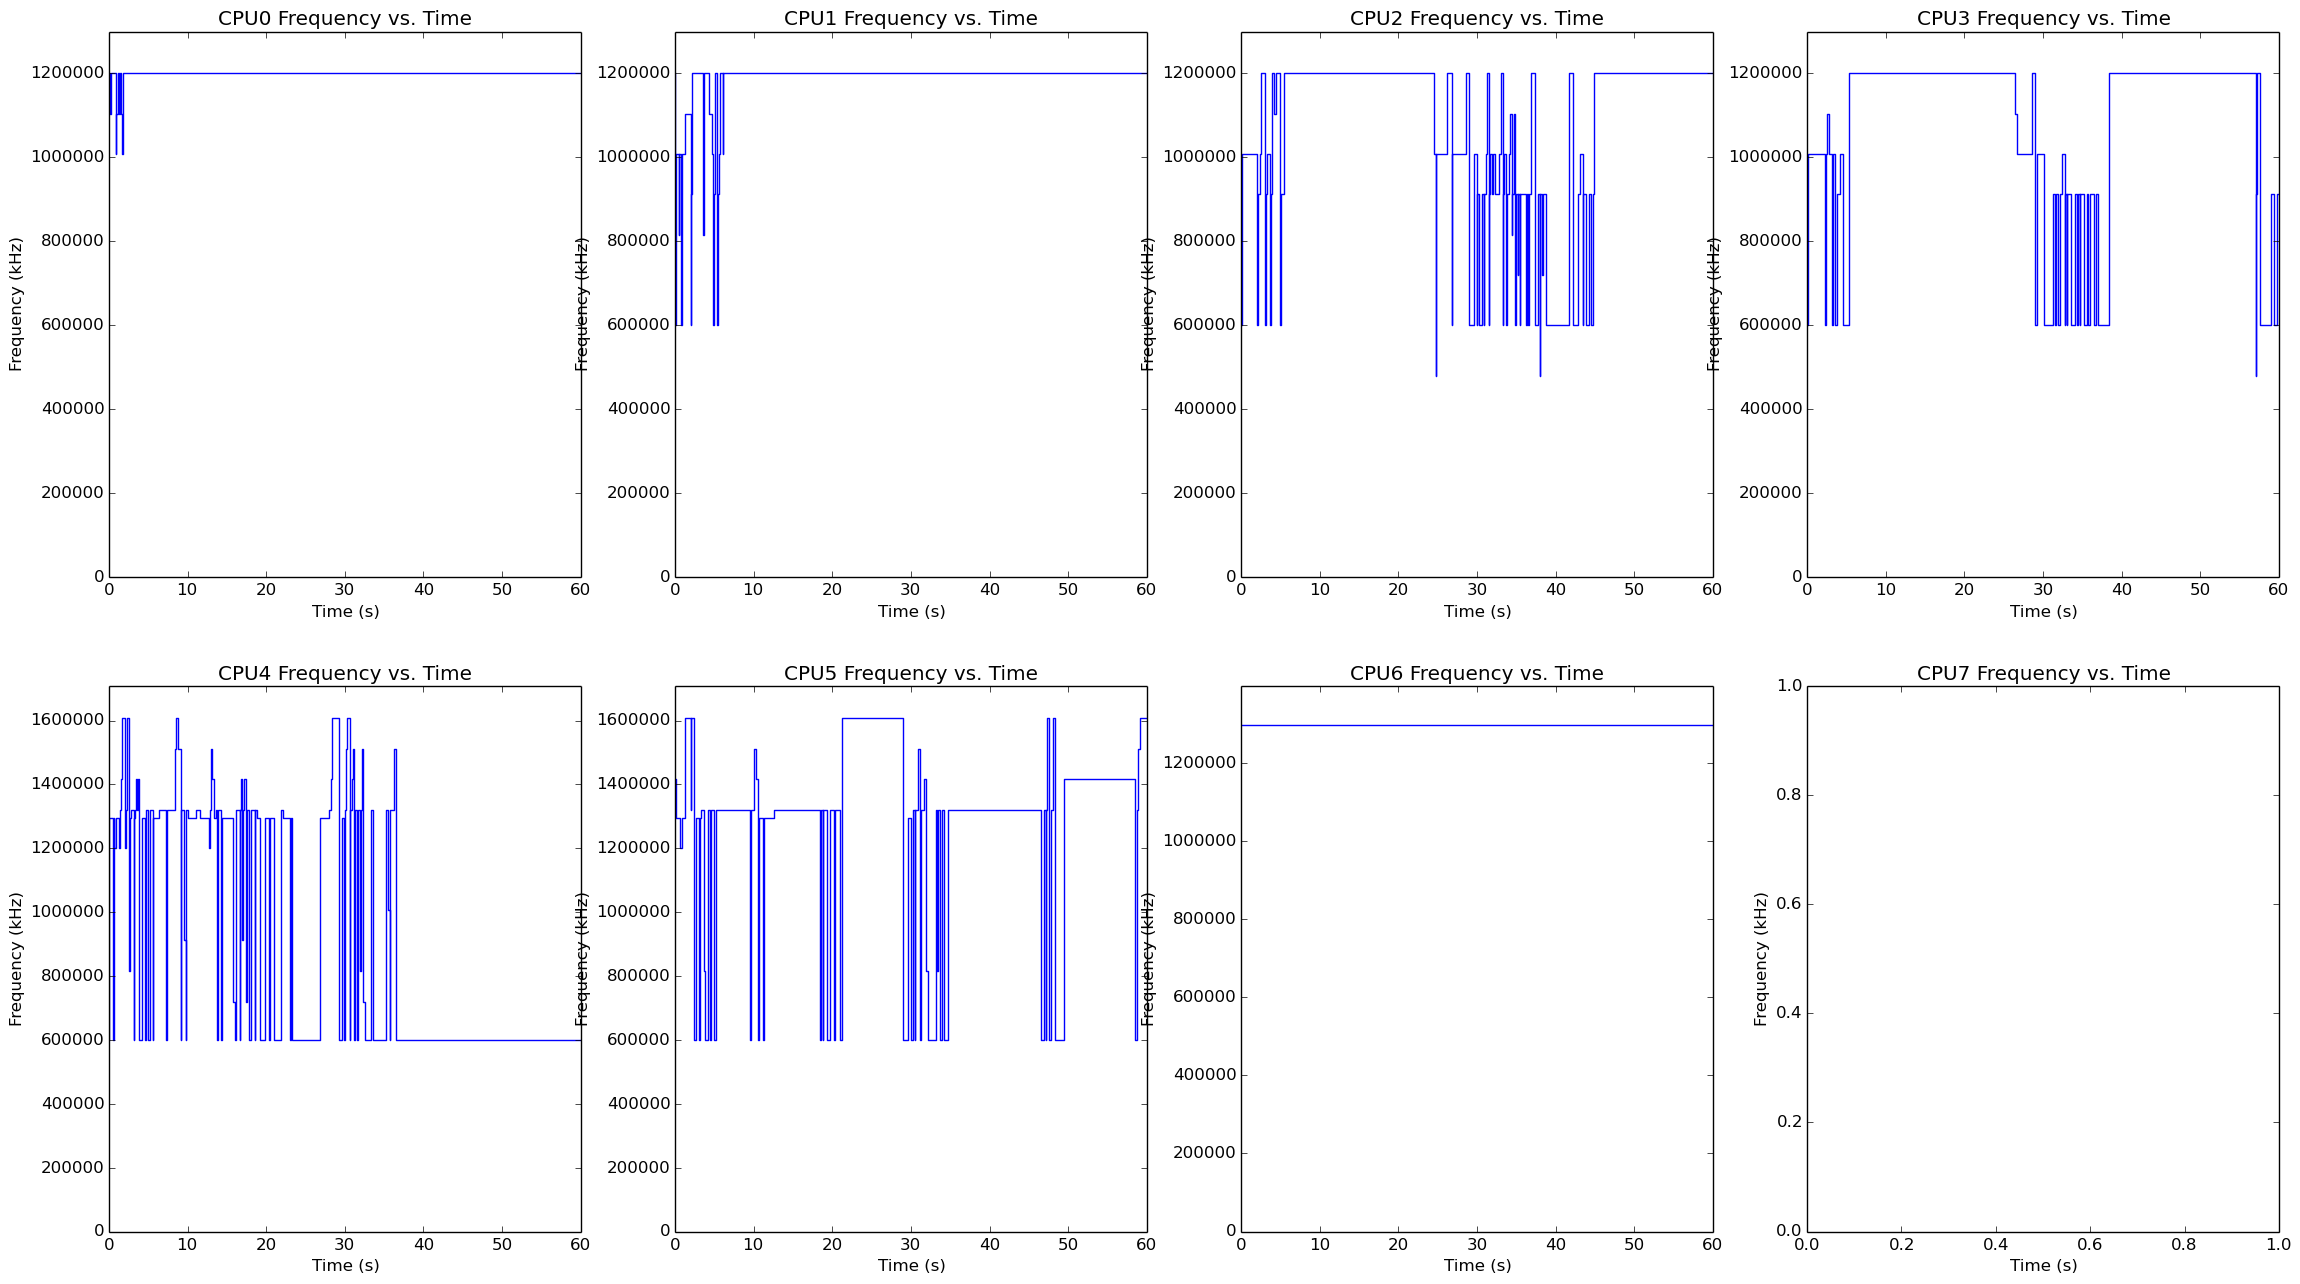 CPU0 Frequency vs. Time
CPU1 Frequency vs. Time
CPU2 Frequency vs. Time
CPU3 Frequency vs. Time
Frequency (kHz)
1200000
1000000
800000
600000
400000
200000
0
0 10 20 30 40 50 60
Time (s)
Frequency (kHz)
1200000
1000000
800000
600000
400000
200000
0
0 10 20 30 40 50 60
Time (s)
Frequency (kHz)
1200000
1000000
800000
600000
400000
200000
0
0 10 20 30 40 50 60
Time (s)
Frequency (kHz)
1200000
1000000
800000
600000
400000
200000
0
0 10 20 30 40 50 60
Time (s)
CPU4 Frequency vs. Time
CPU5 Frequency vs. Time
CPU6 Frequency vs. Time
CPU7 Frequency vs. Time
Frequency (kHz)
1600000
1400000
1200000
1000000
800000
600000
400000
200000
0
0 10 20 30 40 50 60
Time (s)
Frequency (kHz)
1600000
1400000
1200000
1000000
800000
600000
400000
200000
0
0 10 20 30 40 50 60
Time (s)
Frequency (kHz)
1200000
1000000
800000
600000
400000
200000
0
0 10 20 30 40 50 60
Time (s)
Frequency (kHz)
1.0
0.8
0.6
0.4
0.2
0.0
0.0 0.2 0.4 0.6 0.8 1.0
Time (s)